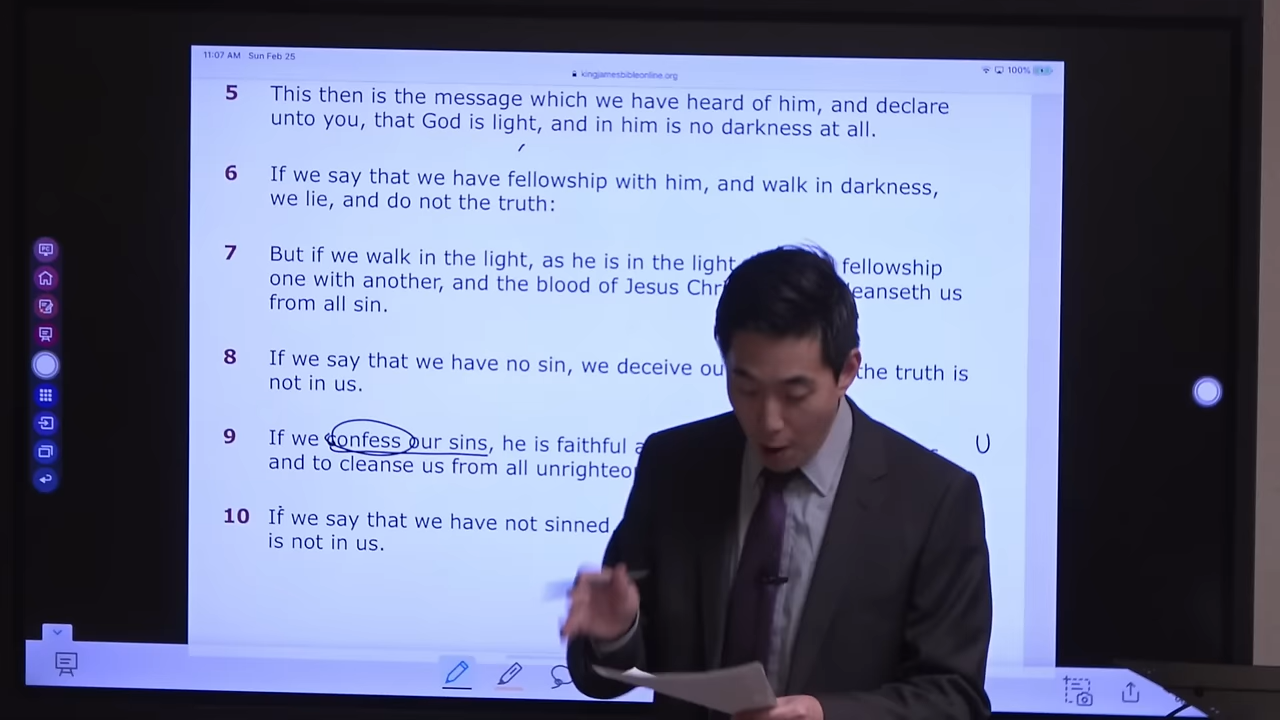 11:07 AM Sun Feb 25
kingjamesbibleonline.org
100%
5 This then is the message which we have heard of him, and declare
unto you, that God is light, and in him is no darkness at all.
6 If we say that we have fellowship with him, and walk in darkness,
we lie, and do not the truth:
7 But if we walk in the light, as he is in the light fellowship
one with another, and the blood of Jesus Chr eanseth us
from all sin.
8 If we say that we have no sin, we deceive ou the truth is
not in us.
9 If we confess our sins, he is faithful a
and to cleanse us from all unrighteo
10 If we say that we have not sinned
is not in us.